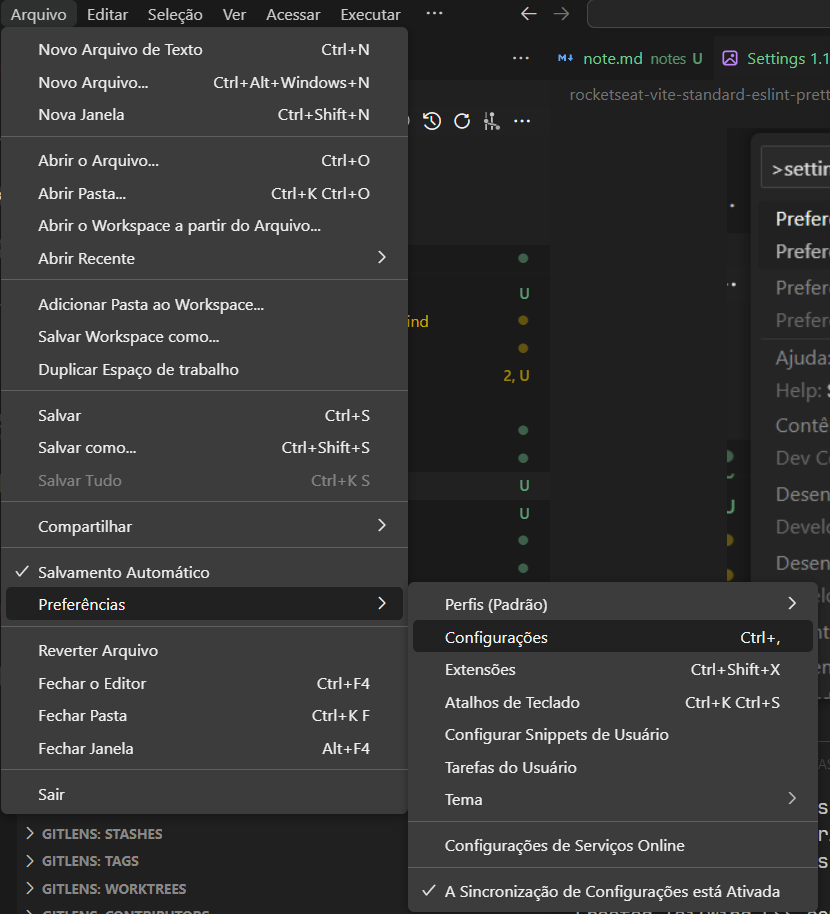 Arquivo Editar Seleção Ver Acessar Executar ···
Novo Arquivo de Texto Ctrl+N
Novo Arquivo... Ctrl+Alt+Windows+N
Nova Janela Ctrl+Shift+N
Abrir o Arquivo... Ctrl+O
Abrir Pasta... Ctrl+K Ctrl+O
Abrir o Workspace a partir do Arquivo...
Abrir Recente
Adicionar Pasta ao Workspace...
Salvar Workspace como...
Duplicar Espaço de trabalho
Salvar Ctrl+S
Salvar como... Ctrl+Shift+S
Salvar Tudo Ctrl+K S
Compartilhar
Salvamento Automático
Preferências
Reverter Arquivo
Fechar o Editor Ctrl+F4
Fechar Pasta Ctrl+K F
Fechar Janela Alt+F4
Sair
GITLENS: STASHES
GITLENS: TAGS
GITLENS: WORKTREES
GITLENS: CONTRIBUTORS
Perfis (Padrão)
Configurações Ctrl+,
Extensões Ctrl+Shift+X
Atalhos de Teclado Ctrl+K Ctrl+S
Configurar Snippets de Usuário
Tarefas do Usuário
Tema
Configurações de Serviços Online
A Sincronização de Configurações está Ativada
U
ind
2, U
U
U
note.md notes U Settings 1.1
rocketseat-vite-standard-eslint-prett
>settin
Prefer
Prefer
Prefer
Prefer
Ajuda:
Help:
Contê
Dev C
Desen
Develo
Desen